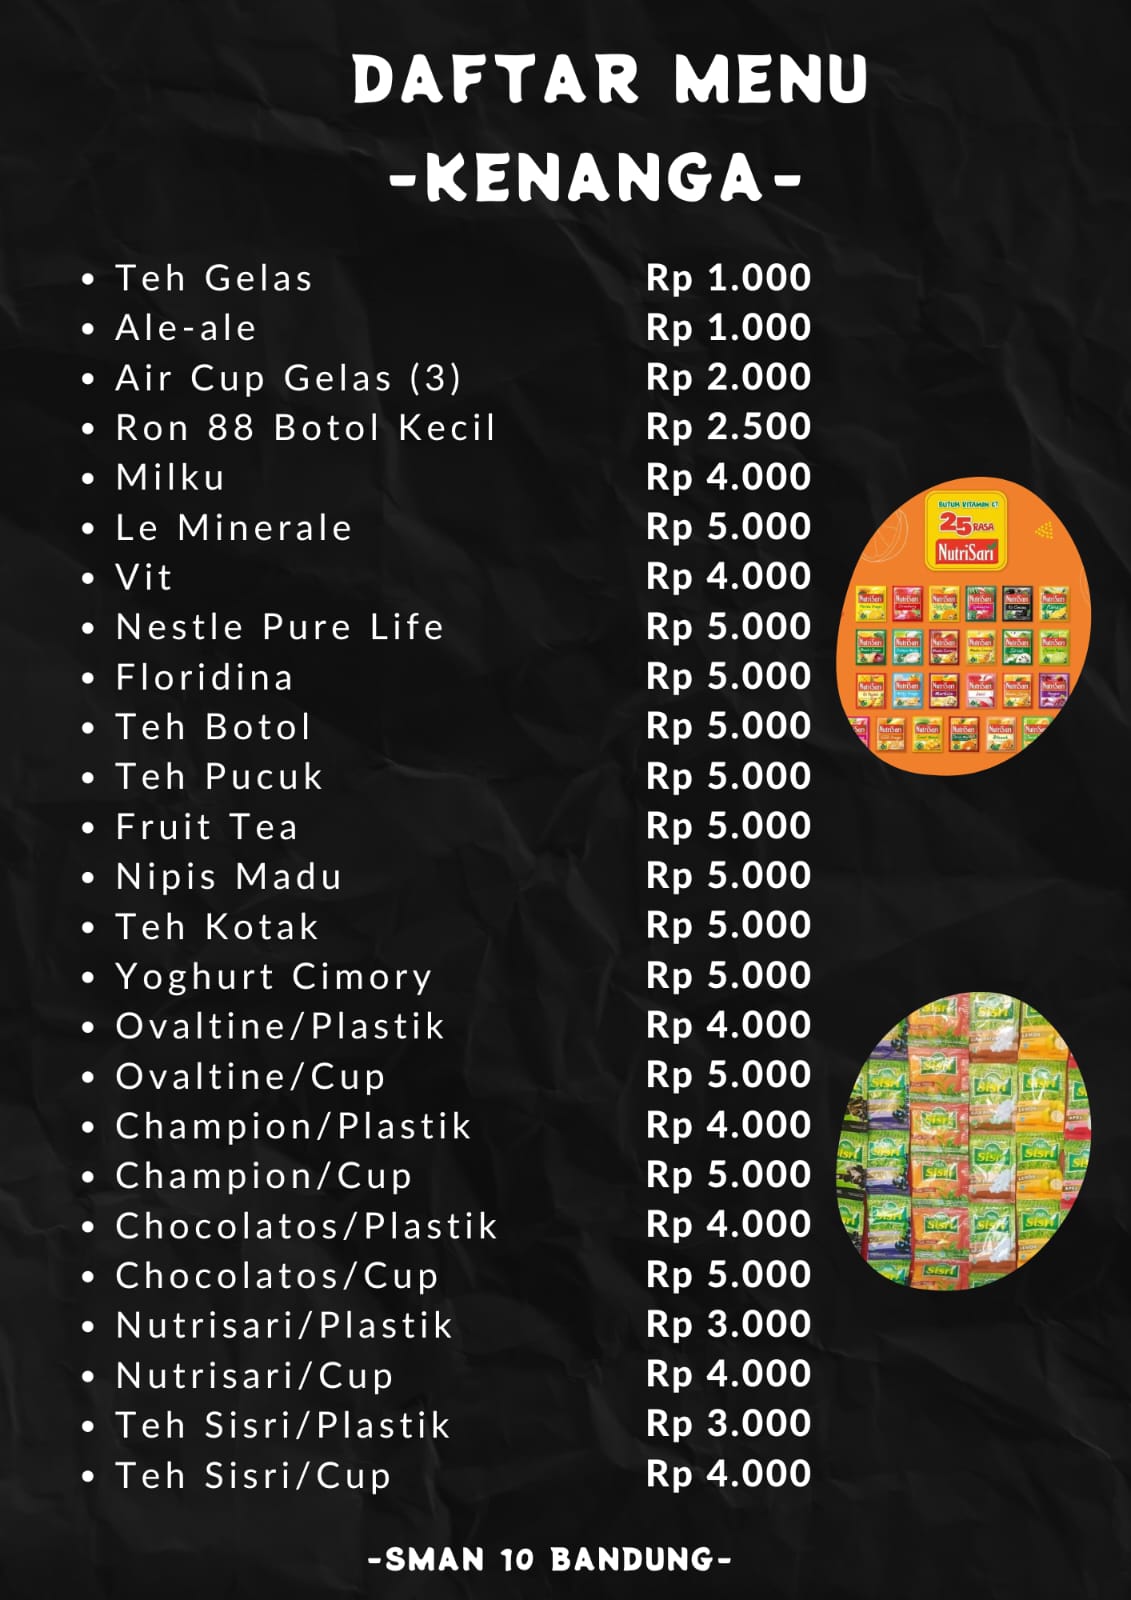 DAFTAR MENU
-KENANGA-
• Teh Gelas Rp 1.000
• Ale-ale Rp 1.000
• Air Cup Gelas (3) Rp 2.000
• Ron 88 Botol Kecil Rp 2.500
• Milku Rp 4.000
• Le Minerale Rp 5.000
• Vit Rp 4.000
• Nestle Pure Life Rp 5.000
• Floridina Rp 5.000
• Teh Botol Rp 5.000
• Teh Pucuk Rp 5.000
• Fruit Tea Rp 5.000
• Nipis Madu Rp 5.000
• Teh Kotak Rp 5.000
• Yoghurt Cimory Rp 5.000
• Ovaltine/Plastik Rp 4.000
• Ovaltine/Cup Rp 5.000
• Champion/Plastik Rp 4.000
• Champion/Cup Rp 5.000
• Chocolatos/Plastik Rp 4.000
• Chocolatos/Cup Rp 5.000
• Nutrisari/Plastik Rp 3.000
• Nutrisari/Cup Rp 4.000
• Teh Sisri/Plastik Rp 3.000
• Teh Sisri/Cup Rp 4.000
BUTUH VITAMIN C?
25 RASA
NutriSari
Sisri
-SMAN 10 BANDUNG-